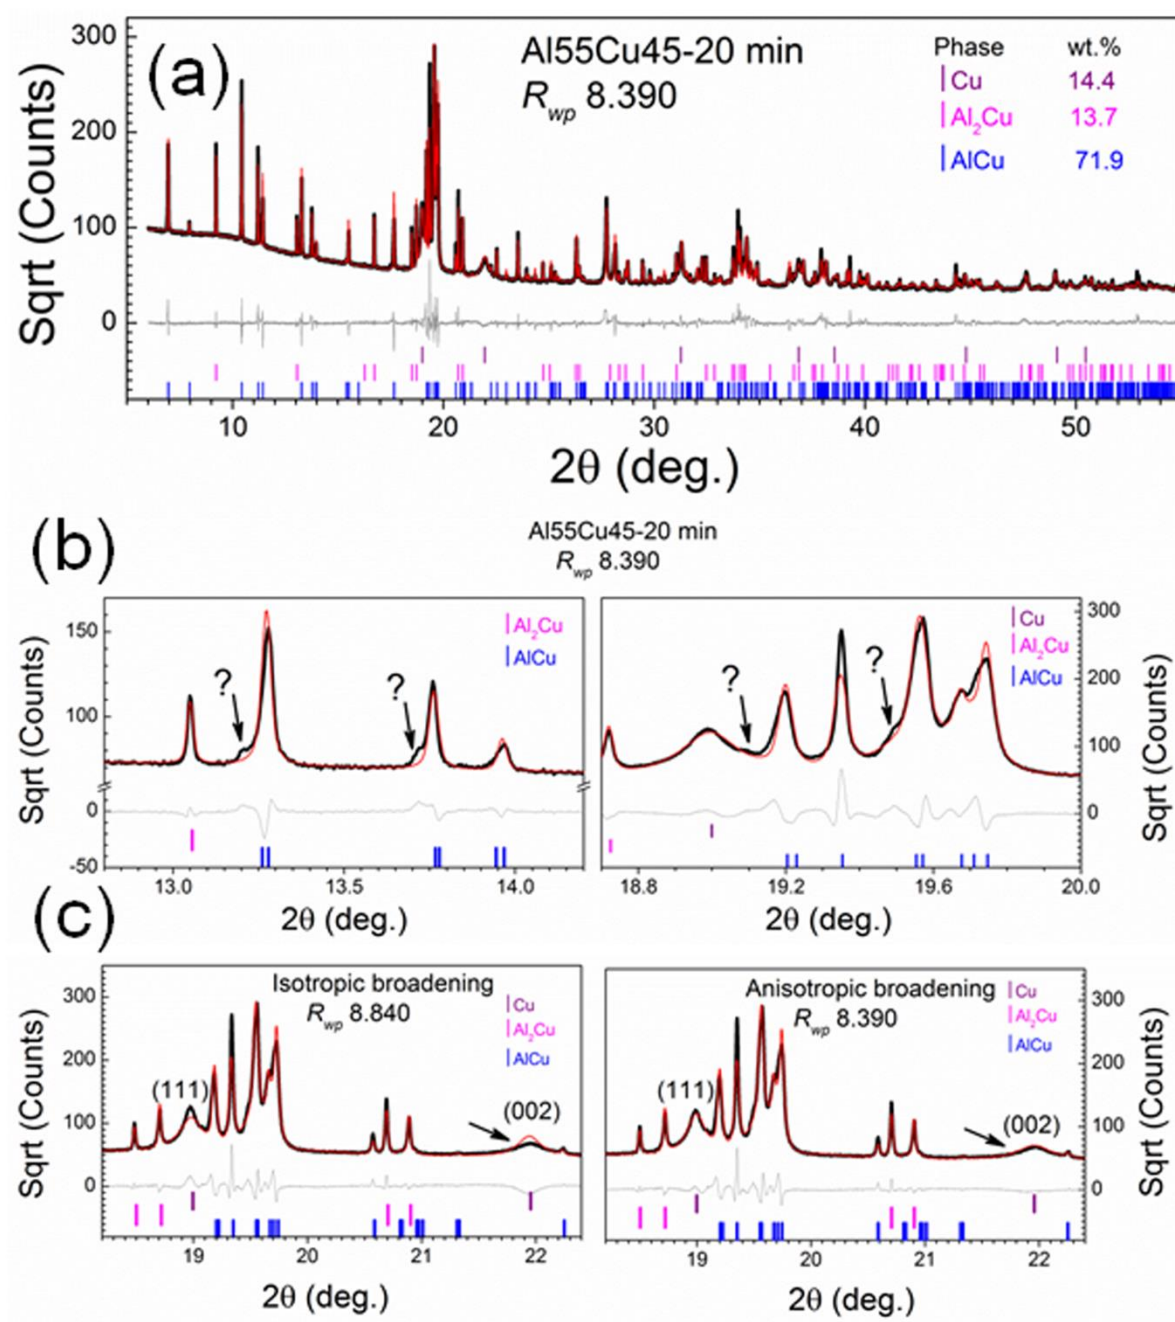 (a)
Al55Cu45-20 min
Rwp 8.390
Phase wt.%
Cu 14.4
Al2Cu 13.7
AlCu 71.9
Sqrt (Counts)
300
200
100
0
10 20 30 40 50
2θ (deg.)
(b)
Al55Cu45-20 min
Rwp 8.390
Sqrt (Counts)
150
100
0
-50
? ?
Al2Cu
AlCu
13.0 13.5 14.0
2θ (deg.)
? ?
Cu
Al2Cu
AlCu
300
200
100
0
Sqrt (Counts)
18.8 19.2 19.6 20.0
2θ (deg.)
(c)
Isotropic broadening
Rwp 8.840
Cu
Al2Cu
AlCu
(111)
(002)
Sqrt (Counts)
300
200
100
0
19 20 21 22
2θ (deg.)
Anisotropic broadening
Rwp 8.390
Cu
Al2Cu
AlCu
(111)
(002)
300
200
100
0
Sqrt (Counts)
19 20 21 22
2θ (deg.)